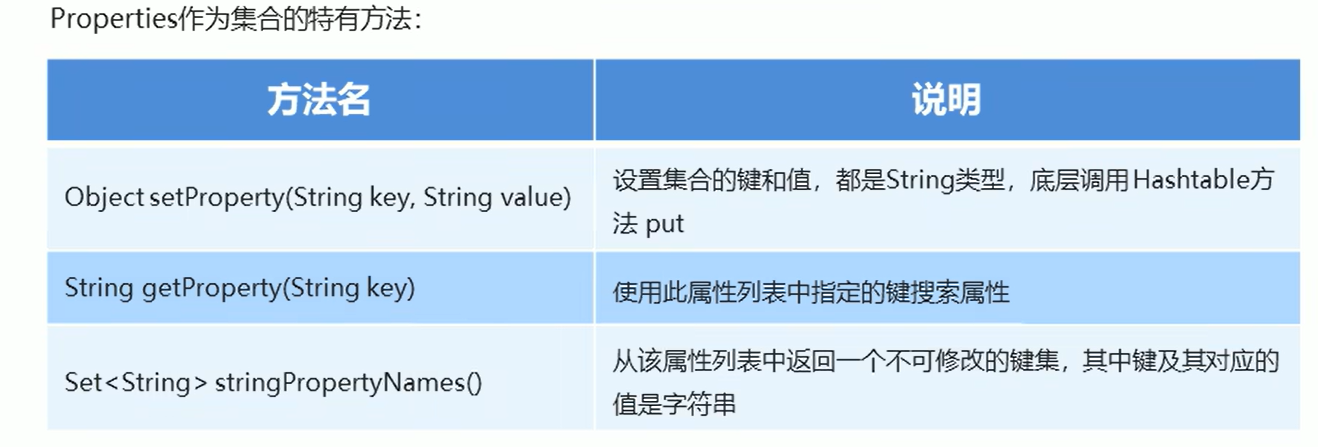 Properties作为集合的特有方法：
方法名
说明
Object setProperty(String key, String value)
设置集合的键和值，都是String类型，底层调用Hashtable方
法 put
String getProperty(String key)
使用此属性列表中指定的键搜索属性
Set<String> stringPropertyNames()
从该属性列表中返回一个不可修改的键集，其中键及其对应的
值是字符串